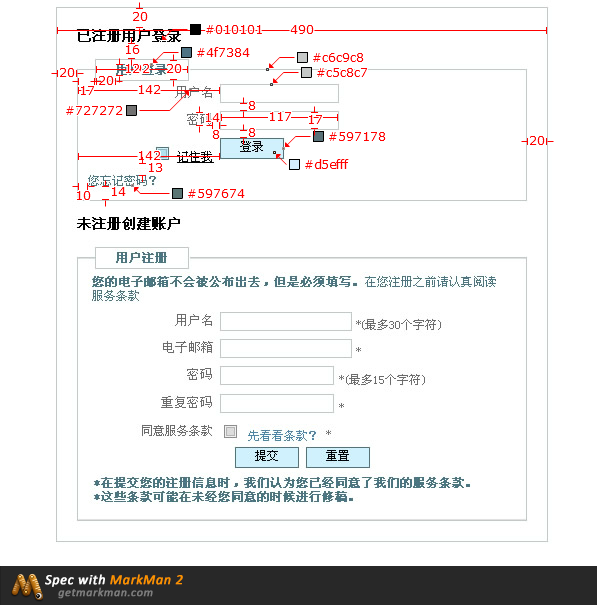 20
490
#010101
已注册用户登录
16
#4f7384
#c6c9c8
用户登录
12
20
#c5c8c7
20
20
17
142
用户名
#727272
8
密码
14
117
17
8
8
#597178
登录
20
142
记住我
#d5efff
13
您忘记密码?
10
14
#597674
未注册创建账户
用户注册
您的电子邮箱不会被公布出去,但是必须填写。在您注册之前请认真阅读
服务条款
用户名 *(最多30个字符)
电子邮箱 *
密码 *(最多15个字符)
重复密码 *
同意服务条款 先看看条款? *
提交 重置
*在提交您的注册信息时,我们认为您已经同意了我们的服务条款。
*这些条款可能在未经您同意的时候进行修稿。
Spec with MarkMan 2
getmarkman.com